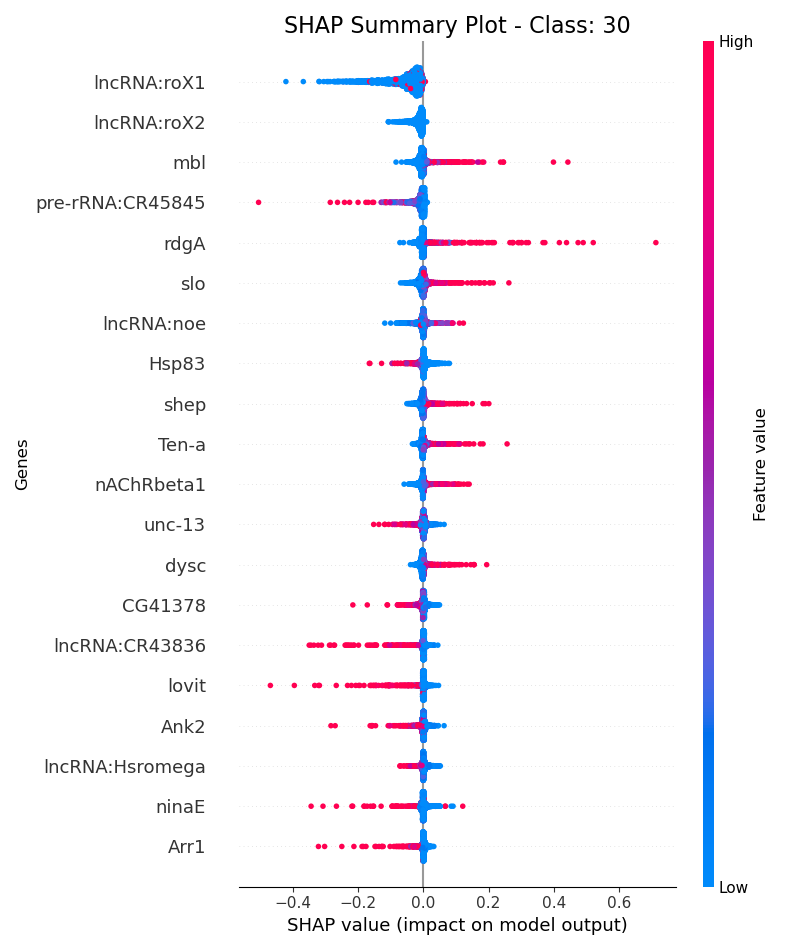 SHAP Summary Plot - Class: 30
High
lncRNA:roX1
lncRNA:roX2
mbl
pre-rRNA:CR45845
rdgA
slo
lncRNA:noe
Hsp83
shep
Ten-a
nAChRbeta1
unc-13
dysc
CG41378
lncRNA:CR43836
lovit
Ank2
lncRNA:Hsromega
ninaE
Arr1
Genes
Feature value
Low
−0.4 −0.2 0.0 0.2 0.4 0.6
SHAP value (impact on model output)